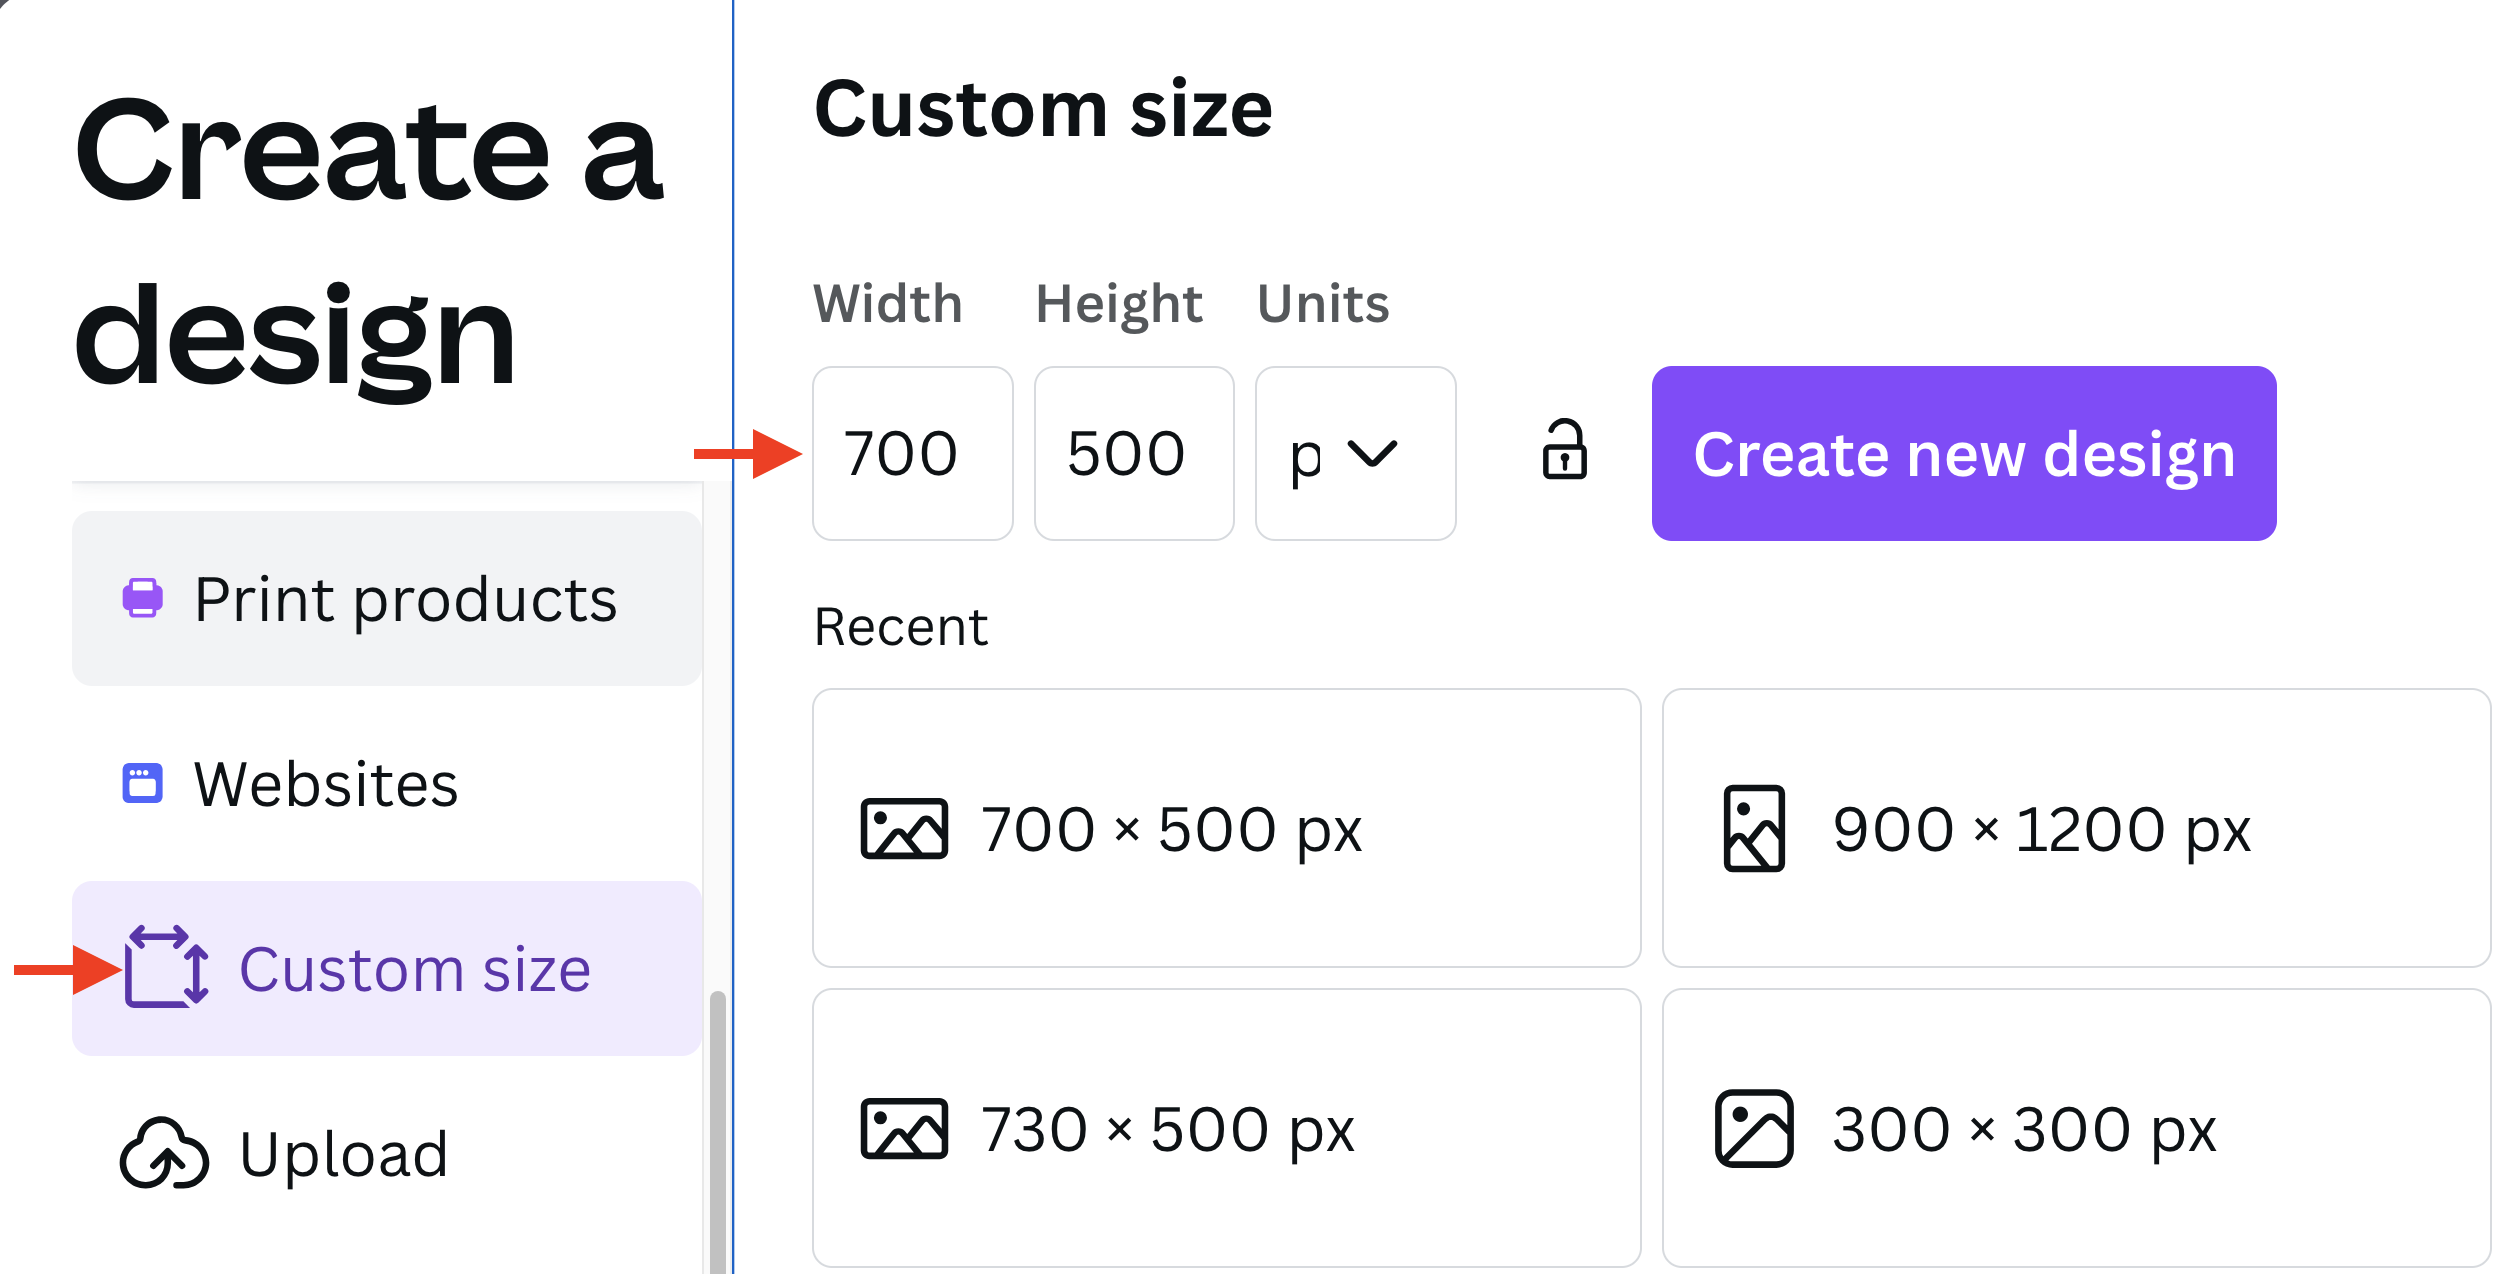 Create a
design
Print products
Websites
Custom size
Upload
Custom size
Width Height Units
700 500 p
Create new design
Recent
700 × 500 px
900 × 1200 px
730 × 500 px
300 × 300 px